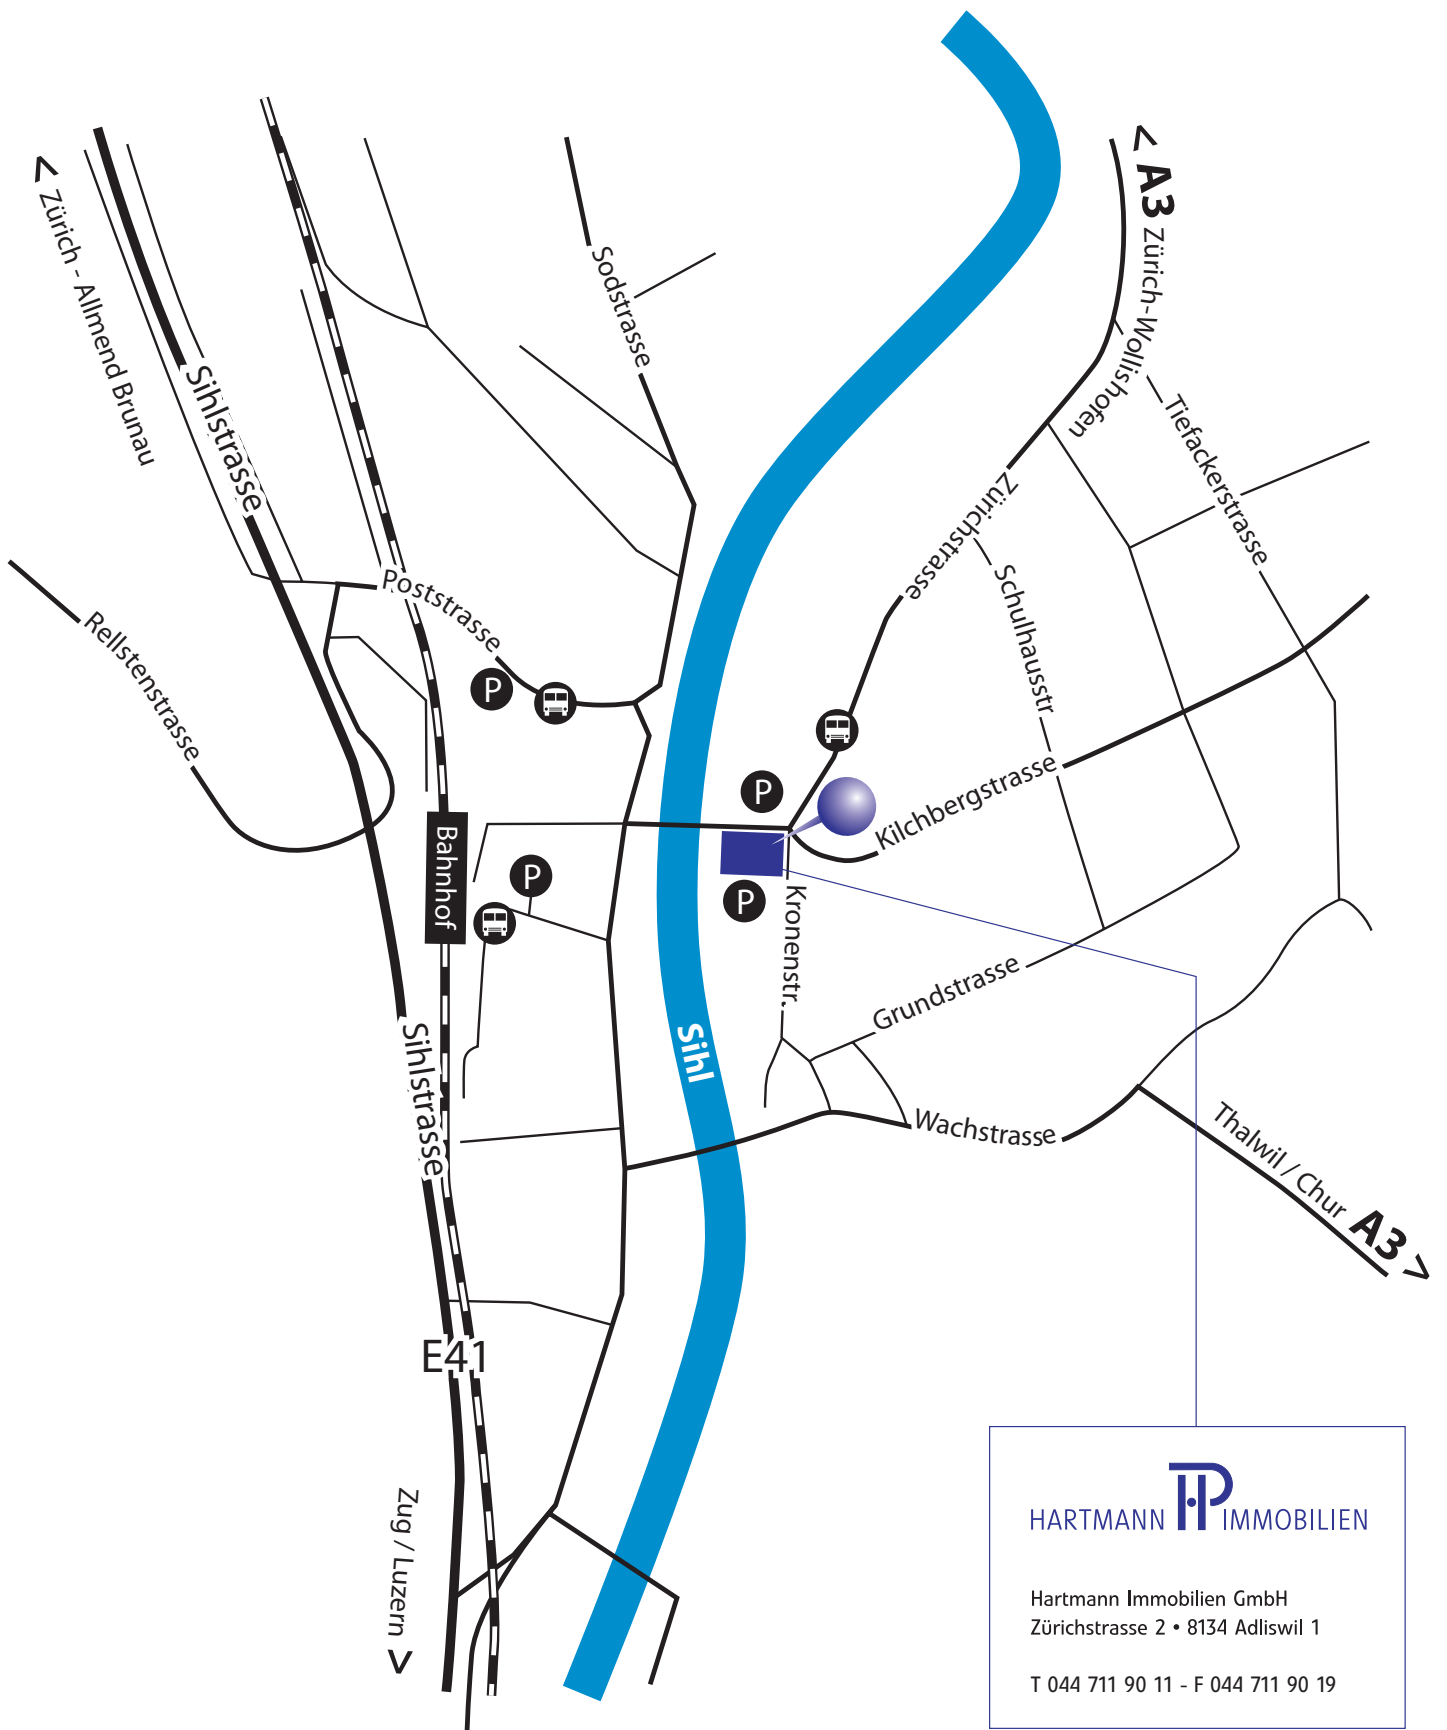 < A3 Zürich-Wollishofen
< Zürich - Allmend Brunau
Sodstrasse
Sihlstrasse
Tiefackerstrasse
Zürichstrasse
Poststrasse
Schulhausstr
Rellstenstrasse
P
P
Kilchbergstrasse
Bahnhof
P
P
Kronenstr.
Grundstrasse
Sihl
Sihlstrasse
Wachstrasse
Thalwil / Chur A3 >
E41
Zug / Luzern >
HARTMANN HP IMMOBILIEN
Hartmann Immobilien GmbH
Zürichstrasse 2 • 8134 Adliswil 1
T 044 711 90 11 - F 044 711 90 19